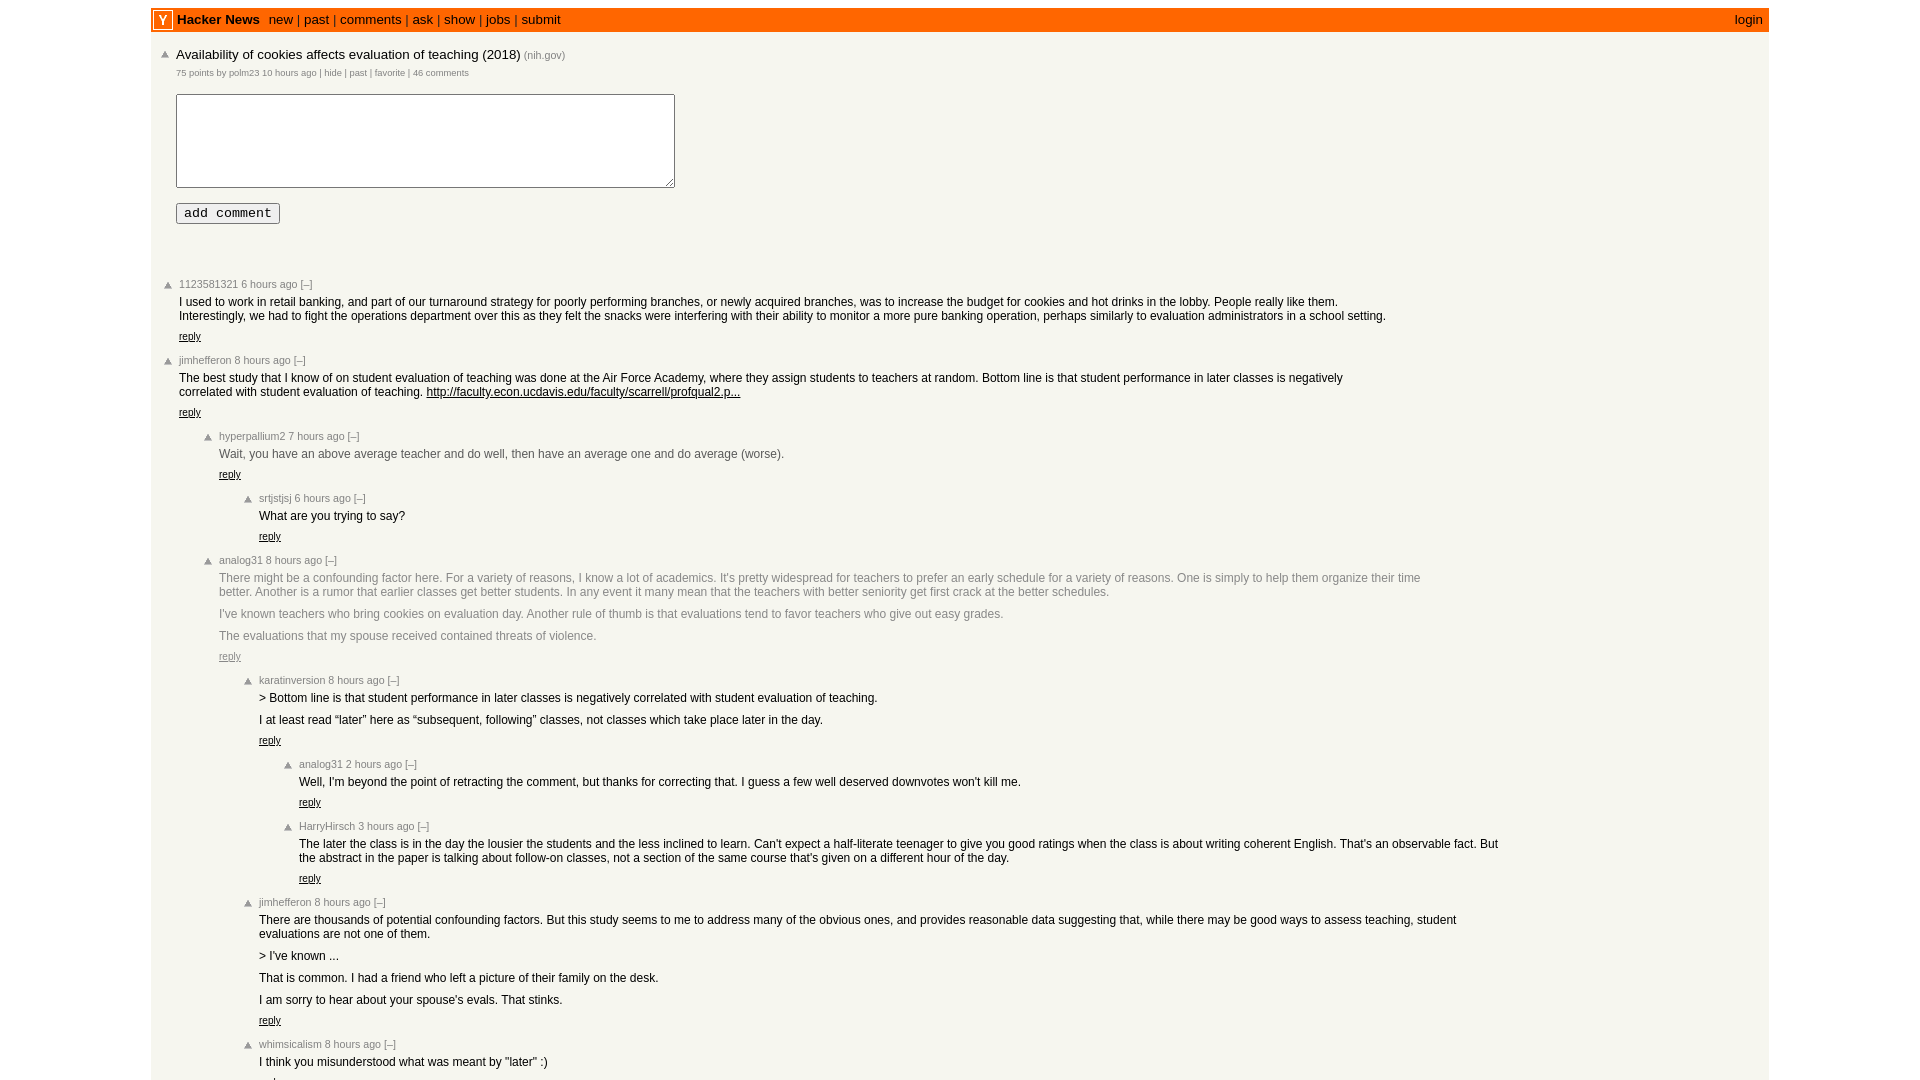 Y Hacker News new | past | comments | ask | show | jobs | submit login
Availability of cookies affects evaluation of teaching (2018) (nih.gov)
75 points by polm23 10 hours ago | hide | past | favorite | 46 comments
add comment
1123581321 6 hours ago [–]
I used to work in retail banking, and part of our turnaround strategy for poorly performing branches, or newly acquired branches, was to increase the budget for cookies and hot drinks in the lobby. People really like them.
Interestingly, we had to fight the operations department over this as they felt the snacks were interfering with their ability to monitor a more pure banking operation, perhaps similarly to evaluation administrators in a school setting.
reply
jimhefferon 8 hours ago [–]
The best study that I know of on student evaluation of teaching was done at the Air Force Academy, where they assign students to teachers at random. Bottom line is that student performance in later classes is negatively
correlated with student evaluation of teaching. http://faculty.econ.ucdavis.edu/faculty/scarrell/profqual2.p...
reply
hyperpallium2 7 hours ago [–]
Wait, you have an above average teacher and do well, then have an average one and do average (worse).
reply
srtjstjsj 6 hours ago [–]
What are you trying to say?
reply
analog31 8 hours ago [–]
There might be a confounding factor here. For a variety of reasons, I know a lot of academics. It's pretty widespread for teachers to prefer an early schedule for a variety of reasons. One is simply to help them organize their time
better. Another is a rumor that earlier classes get better students. In any event it many mean that the teachers with better seniority get first crack at the better schedules.
I've known teachers who bring cookies on evaluation day. Another rule of thumb is that evaluations tend to favor teachers who give out easy grades.
The evaluations that my spouse received contained threats of violence.
reply
karatinversion 8 hours ago [–]
> Bottom line is that student performance in later classes is negatively correlated with student evaluation of teaching.
I at least read “later” here as “subsequent, following” classes, not classes which take place later in the day.
reply
analog31 2 hours ago [–]
Well, I'm beyond the point of retracting the comment, but thanks for correcting that. I guess a few well deserved downvotes won't kill me.
reply
HarryHirsch 3 hours ago [–]
The later the class is in the day the lousier the students and the less inclined to learn. Can't expect a half-literate teenager to give you good ratings when the class is about writing coherent English. That's an observable fact. But
the abstract in the paper is talking about follow-on classes, not a section of the same course that's given on a different hour of the day.
reply
jimhefferon 8 hours ago [–]
There are thousands of potential confounding factors. But this study seems to me to address many of the obvious ones, and provides reasonable data suggesting that, while there may be good ways to assess teaching, student
evaluations are not one of them.
> I've known ...
That is common. I had a friend who left a picture of their family on the desk.
I am sorry to hear about your spouse's evals. That stinks.
reply
whimsicalism 8 hours ago [–]
I think you misunderstood what was meant by "later" :)